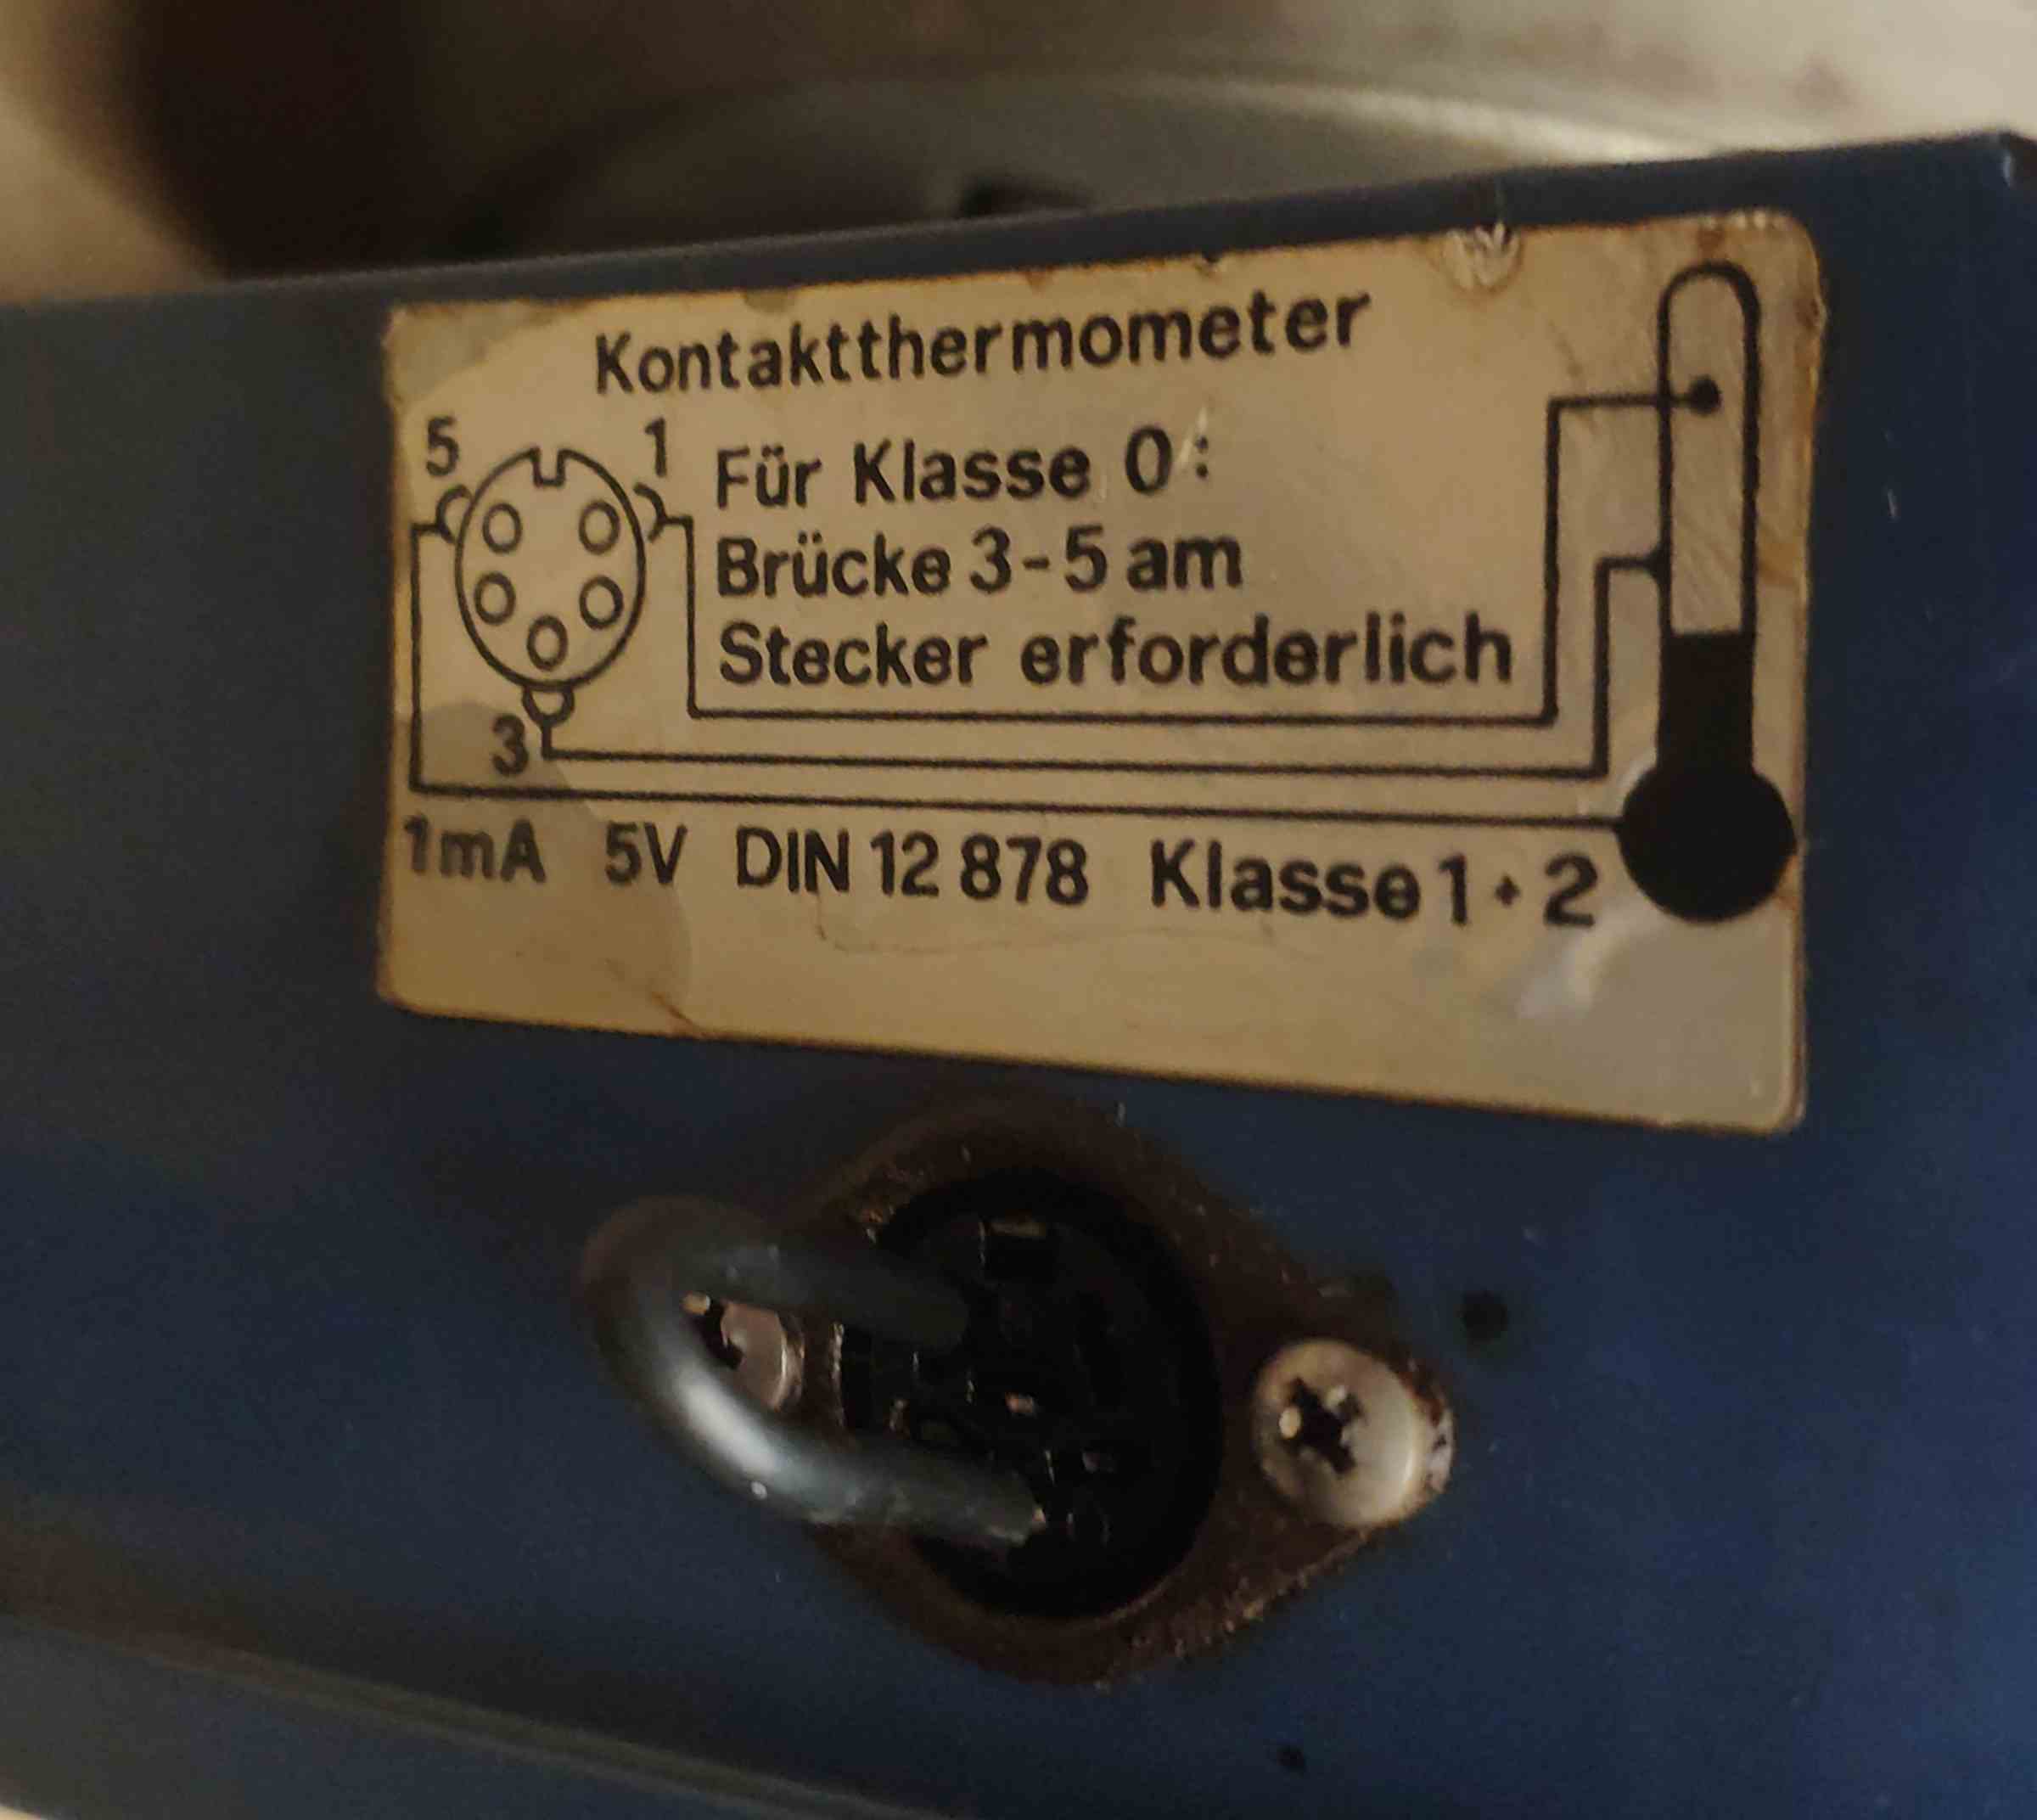 Kontaktthermometer
5 1
Für Klasse 0:
Brücke 3-5 am
Stecker erforderlich
3
1mA 5V DIN 12 878 Klasse 1+2